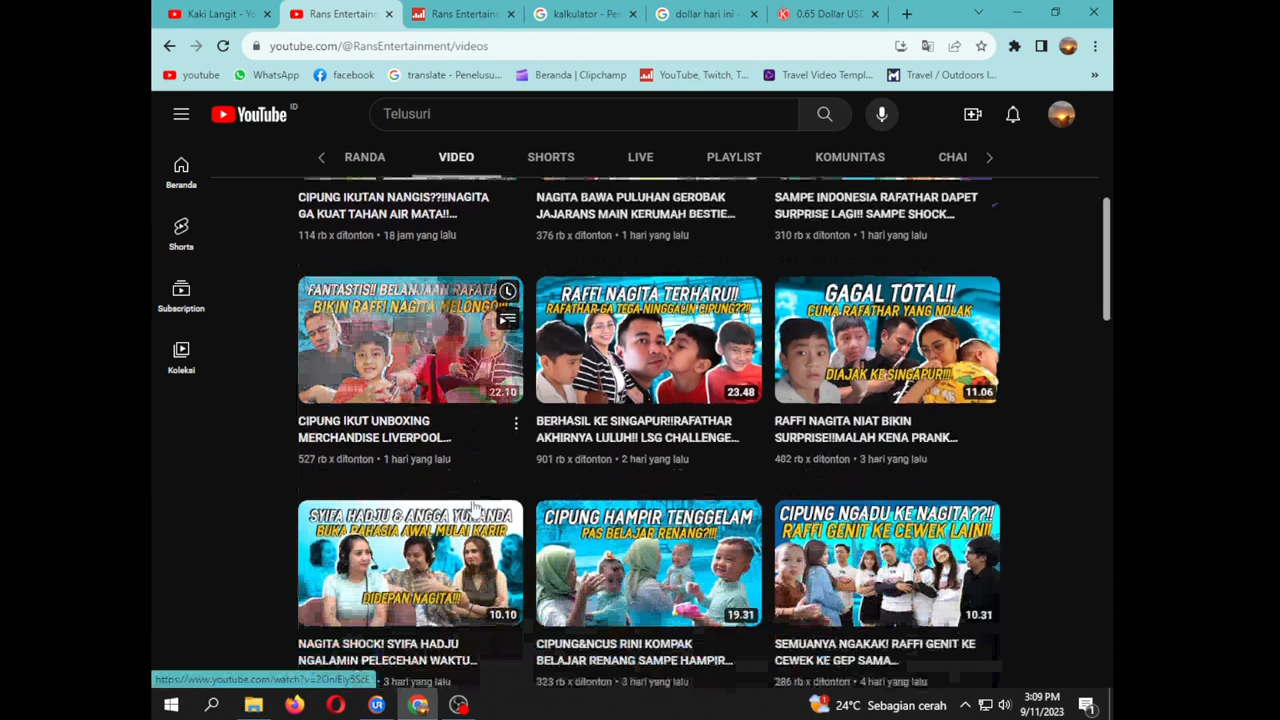 Kaki Langit - Yo
Rans Entertainm
Rans Entertainm
kalkulator - Pen
dollar hari ini -
0.65 Dollar USD
youtube.com/@RansEntertainment/videos
youtube
WhatsApp
facebook
translate - Penelusu...
Beranda | Clipchamp
YouTube, Twitch, T...
Travel Video Templ...
Travel / Outdoors I...
»
YouTube ID
Telusuri
RANDA
VIDEO
SHORTS
LIVE
PLAYLIST
KOMUNITAS
CHAI
Beranda
Shorts
Subscription
Kolekai
CIPUNG IKUTAN NANGIS??!!NAGITA
GA KUAT TAHAN AIR MATA!!...
114 rb x ditonton • 18 jam yang lalu
NAGITA BAWA PULUHAN GEROBAK
JAJARANS MAIN KERUMAH BESTIE...
376 rb x ditonton • 1 hari yang lalu
SAMPE INDONESIA RAFATHAR DAPET
SURPRISE LAGI!! SAMPE SHOCK...
310 rb x ditonton • 1 hari yang lalu
FANTASTIS!! BELANJAAN RAFATH
BIKIN RAFFI NAGITA MELONGO!!!
22.10
CIPUNG IKUT UNBOXING
MERCHANDISE LIVERPOOL...
527 rb x ditonton • 1 hari yang lalu
RAFFI NAGITA TERHARU!!
RAFATHAR GA TEGA NINGGALIN CIPUNG??!!
23.48
BERHASIL KE SINGAPUR!!RAFATHAR
AKHIRNYA LULUH!! LSG CHALLENGE...
901 rb x ditonton • 2 hari yang lalu
GAGAL TOTAL!!
CUMA RAFATHAR YANG NOLAK
DIAJAK KE SINGAPUR!!!
11.06
RAFFI NAGITA NIAT BIKIN
SURPRISE!!MALAH KENA PRANK...
482 rb x ditonton • 3 hari yang lalu
SYIFA HADJU & ANGGA YUNANDA
BUKA RAHASIA AWAL MULAI KARIR
DIDEPAN NAGITA!!!
10.10
NAGITA SHOCK! SYIFA HADJU
NGALAMIN PELECEHAN WAKTU...
• 3 hari yang lalu
CIPUNG HAMPIR TENGGELAM
PAS BELAJAR RENANG?!!!
19.31
CIPUNG&NCUS RINI KOMPAK
BELAJAR RENANG SAMPE HAMPIR...
323 rb x ditonton • 3 hari yang lalu
CIPUNG NGADU KE NAGITA??!!
RAFFI GENIT KE CEWEK LAIN!!
10.31
SEMUANYA NGAKAK! RAFFI GENIT KE
CEWEK KE GEP SAMA...
286 rb x ditonton • 4 hari yang lalu
24°C Sebagian cerah
3:09 PM
9/11/2023